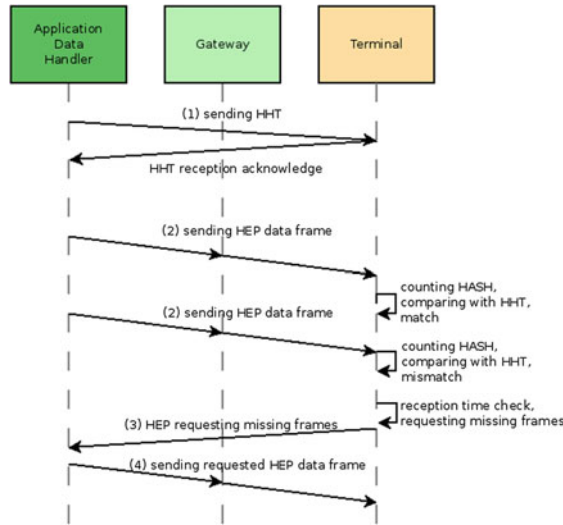 Application
Data
Handler
Gateway
Terminal
(1) sending HHT
HHT reception acknowledge
(2) sending HEP data frame
counting HASH,
comparing with HHT,
match
(2) sending HEP data frame
counting HASH,
comparing with HHT,
mismatch
reception time check,
requesting missing frames
(3) HEP requesting missing frames
(4) sending requested HEP data frame